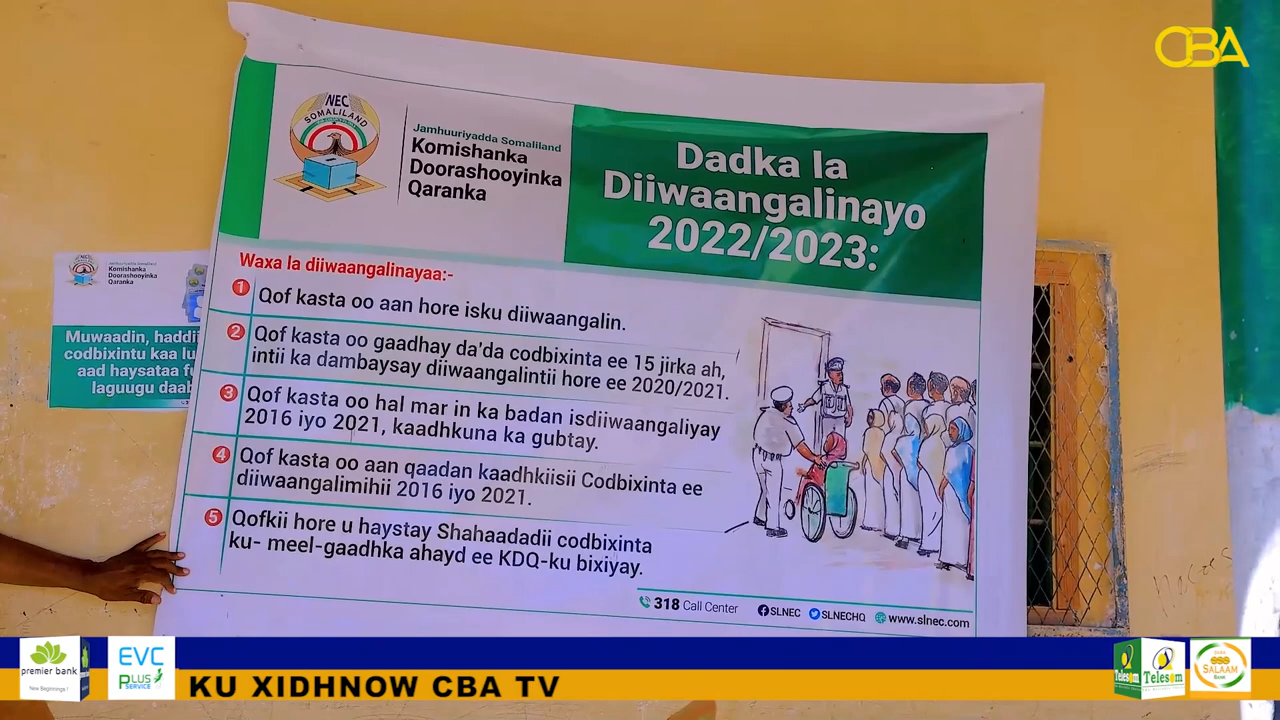 CBA
NEC
SOMALILAND
Jamhuuriyadda Somaliland
Komishanka
Doorashooyinka
Qaranka
Dadka la
Diiwaangalinayo
2022/2023:
Waxa la diiwaangalinayaa:-
1 Qof kasta oo aan hore isku diiwaangalin.
2 Qof kasta oo gaadhay da'da codbixinta ee 15 jirka ah,
intii ka dambaysay diiwaangalintii hore ee 2020/2021.
3 Qof kasta oo hal mar in ka badan isdiiwaangaliyay
2016 iyo 2021, kaadhkuna ka gubtay.
4 Qof kasta oo aan qaadan kaadhkiisii Codbixinta ee
diiwaangalimihii 2016 iyo 2021.
5 Qofkii hore u haystay Shahaadadii codbixinta
ku- meel-gaadhka ahayd ee KDQ-ku bixiyay.
318 Call Center SLNEC SLNECHQ www.slnec.com
Jamhuuriyadda Somaliland
Komishanka
Doorashooyinka
Qaranka
Muwaadin, haddii
codbixintu kaa lu
aad haysataa fu
laguugu daab
premier bank
New Beginnings !
EVC
PLUS
SERVICE
KU XIDHNOW CBA TV
Telesom
Telesom
SALAAM
BANK